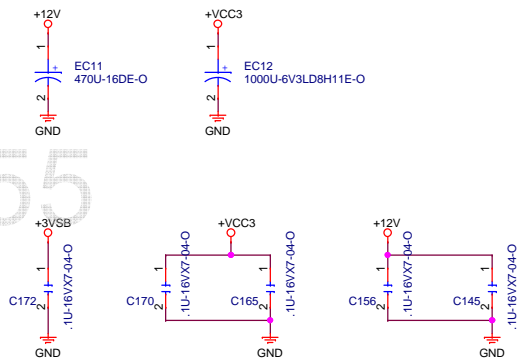 +12V
1
EC11
470U-16DE-O
2
GND
+VCC3
1
EC12
1000U-6V3LD8H11E-O
2
GND
55
+3VSB
1
C172
2
.1U-16VX7-04-O
GND
+VCC3
1
C170
2
.1U-16VX7-04-O
1
C165
2
.1U-16VX7-04-O
GND
+12V
1
C156
2
.1U-16VX7-04-O
1
C145
2
.1U-16VX7-04-O
GND